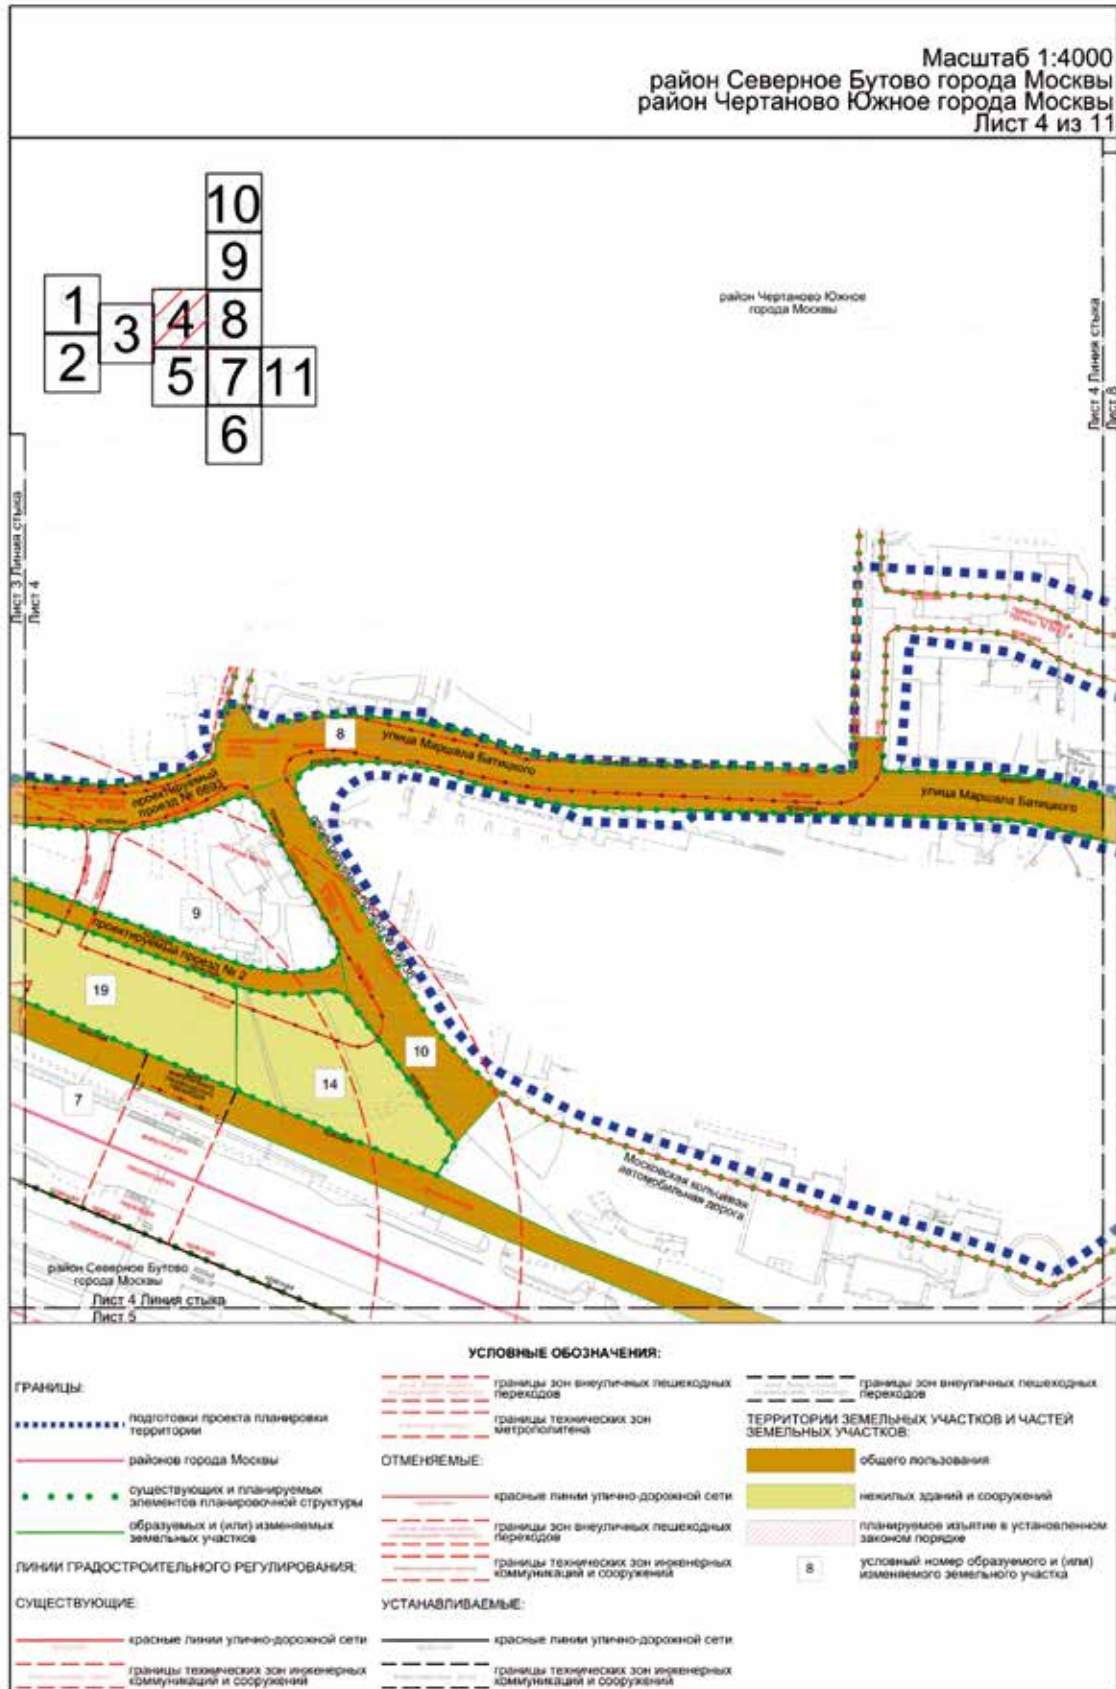 Масштаб 1:4000
район Северное Бутово города Москвы
район Чертаново Южное города Москвы
Лист 4 из 11
10
9
1
4
8
3
2
5
7
11
6
район Чертаново Южное
города Москвы
Лист 4 Линия стыка
Лист 8
Лист 3 Линия стыка
Лист 4
8
улица Маршала Батицкого
проектируемый
проезд № 6693
улица Маршала Батицкого
9
проектируемый проезд № 2
19
10
14
7
Московская кольцевая
автомобильная дорога
район Северное Бутово
города Москвы
Лист 4 Линия стыка
Лист 5
УСЛОВНЫЕ ОБОЗНАЧЕНИЯ:
ГРАНИЦЫ:
подготовки проекта планировки
территории
районов города Москвы
существующих и планируемых
элементов планировочной структуры
образуемых и (или) изменяемых
земельных участков
ЛИНИИ ГРАДОСТРОИТЕЛЬНОГО РЕГУЛИРОВАНИЯ:
СУЩЕСТВУЮЩИЕ:
красные линии улично-дорожной сети
границы технических зон инженерных
коммуникаций и сооружений
границы зон внеуличных пешеходных
переходов
границы технических зон
метрополитена
ОТМЕНЯЕМЫЕ:
красные линии улично-дорожной сети
границы зон внеуличных пешеходных
переходов
границы технических зон инженерных
коммуникаций и сооружений
УСТАНАВЛИВАЕМЫЕ:
красные линии улично-дорожной сети
границы технических зон инженерных
коммуникаций и сооружений
границы зон внеуличных пешеходных
переходов
ТЕРРИТОРИИ ЗЕМЕЛЬНЫХ УЧАСТКОВ И ЧАСТЕЙ
ЗЕМЕЛЬНЫХ УЧАСТКОВ:
общего пользования
нежилых зданий и сооружений
планируемое изъятие в установленном
законом порядке
8
условный номер образуемого и (или)
изменяемого земельного участка